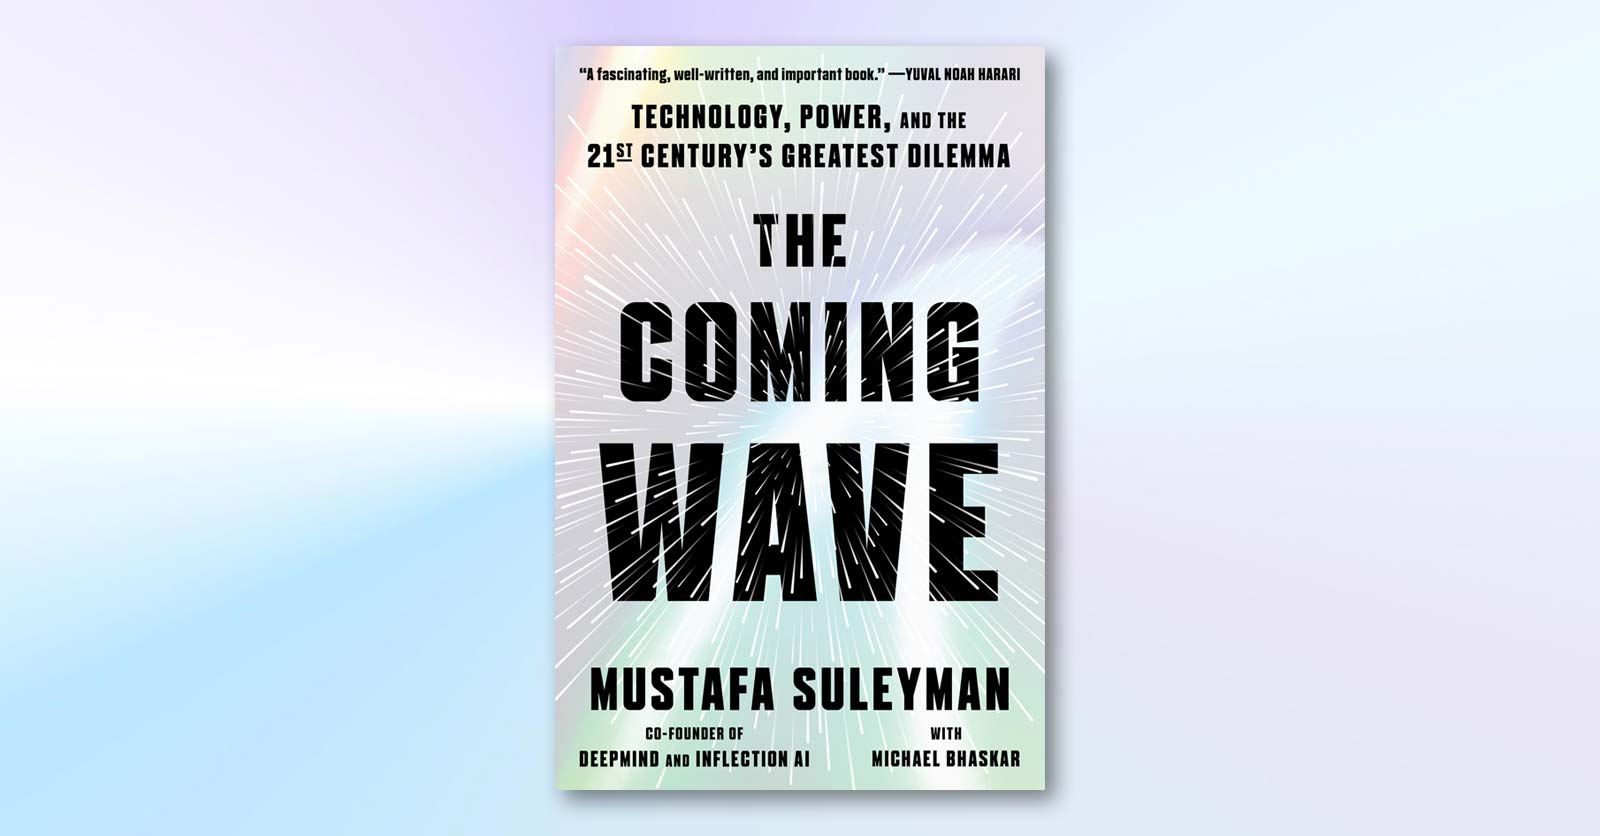 “A fascinating, well-written, and important book.” —YUVAL NOAH HARARI
TECHNOLOGY, POWER, AND THE
21ST CENTURY’S GREATEST DILEMMA
THE
COMING
WAVE
MUSTAFA SULEYMAN
CO-FOUNDER OF
DEEPMIND AND INFLECTION AI
WITH
MICHAEL BHASKAR